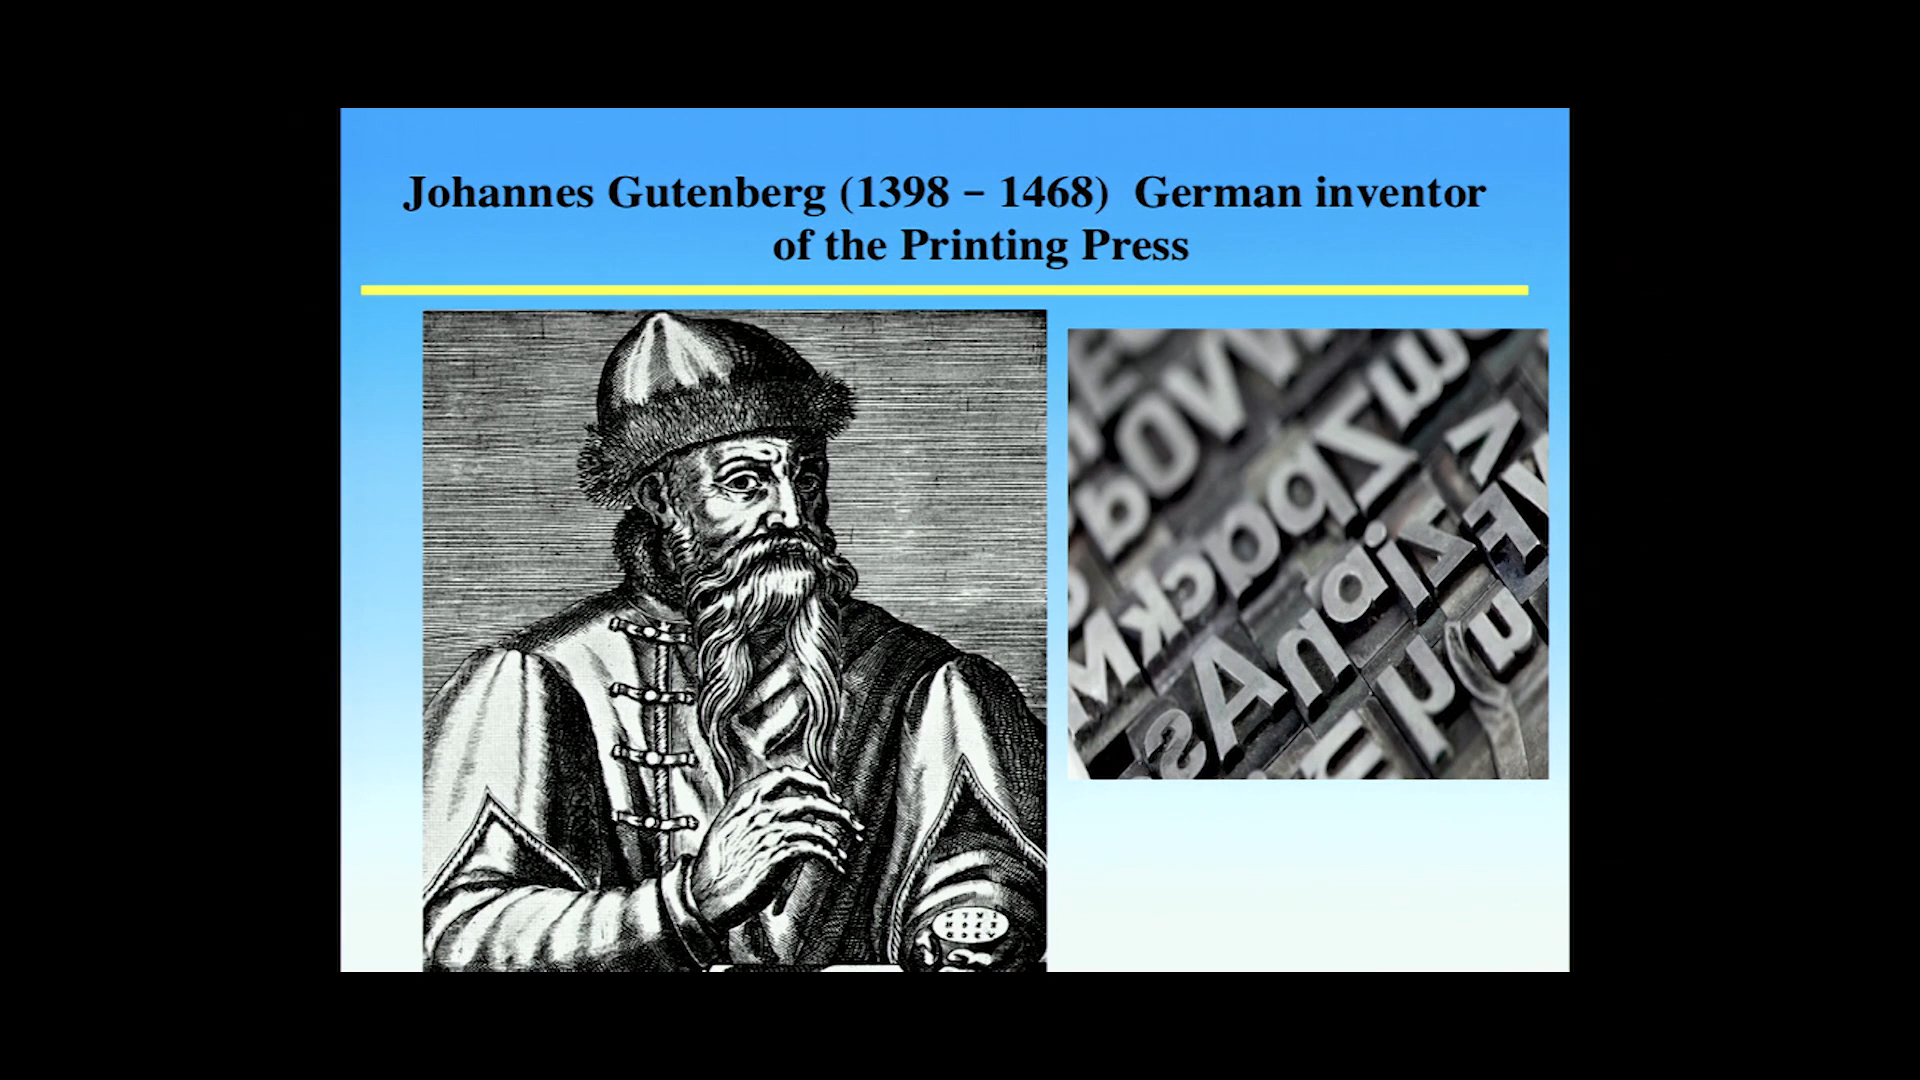 Johannes Gutenberg (1398 – 1468)  German inventor
of the Printing Press